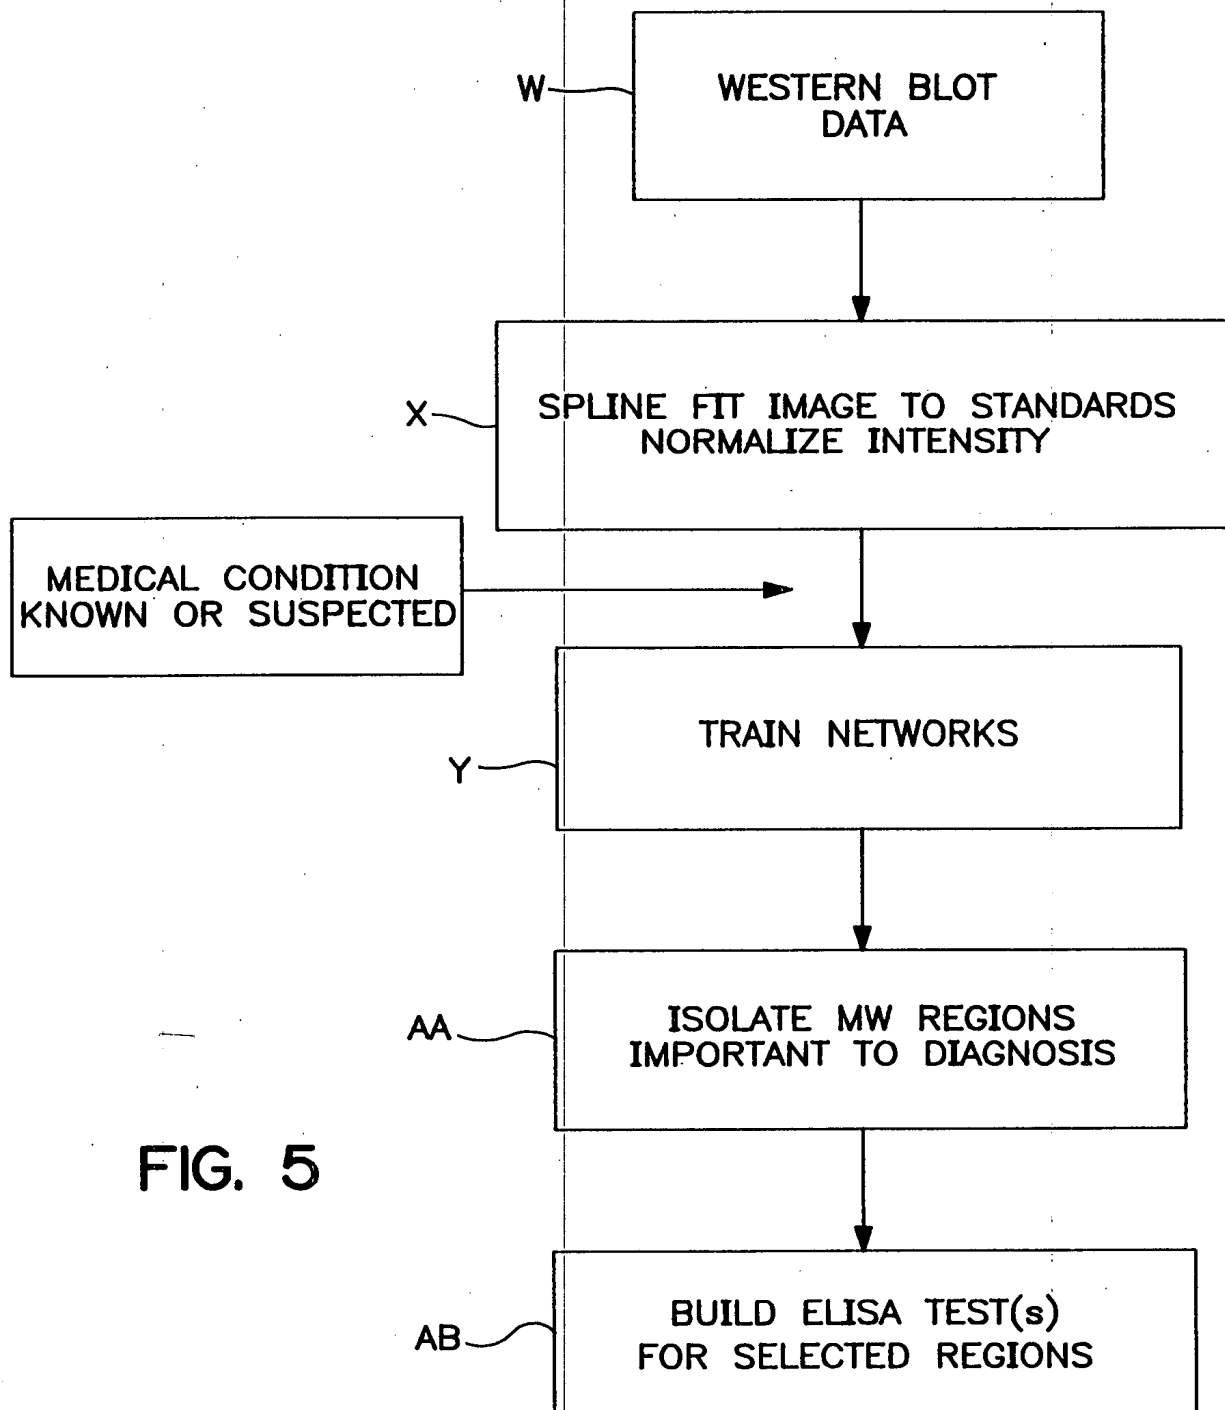 W
WESTERN BLOT
DATA
X
SPLINE FIT IMAGE TO STANDARDS
NORMALIZE INTENSITY
MEDICAL CONDITION
KNOWN OR SUSPECTED
Y
TRAIN NETWORKS
AA
ISOLATE MW REGIONS
IMPORTANT TO DIAGNOSIS
FIG. 5
AB
BUILD ELISA TEST(s)
FOR SELECTED REGIONS